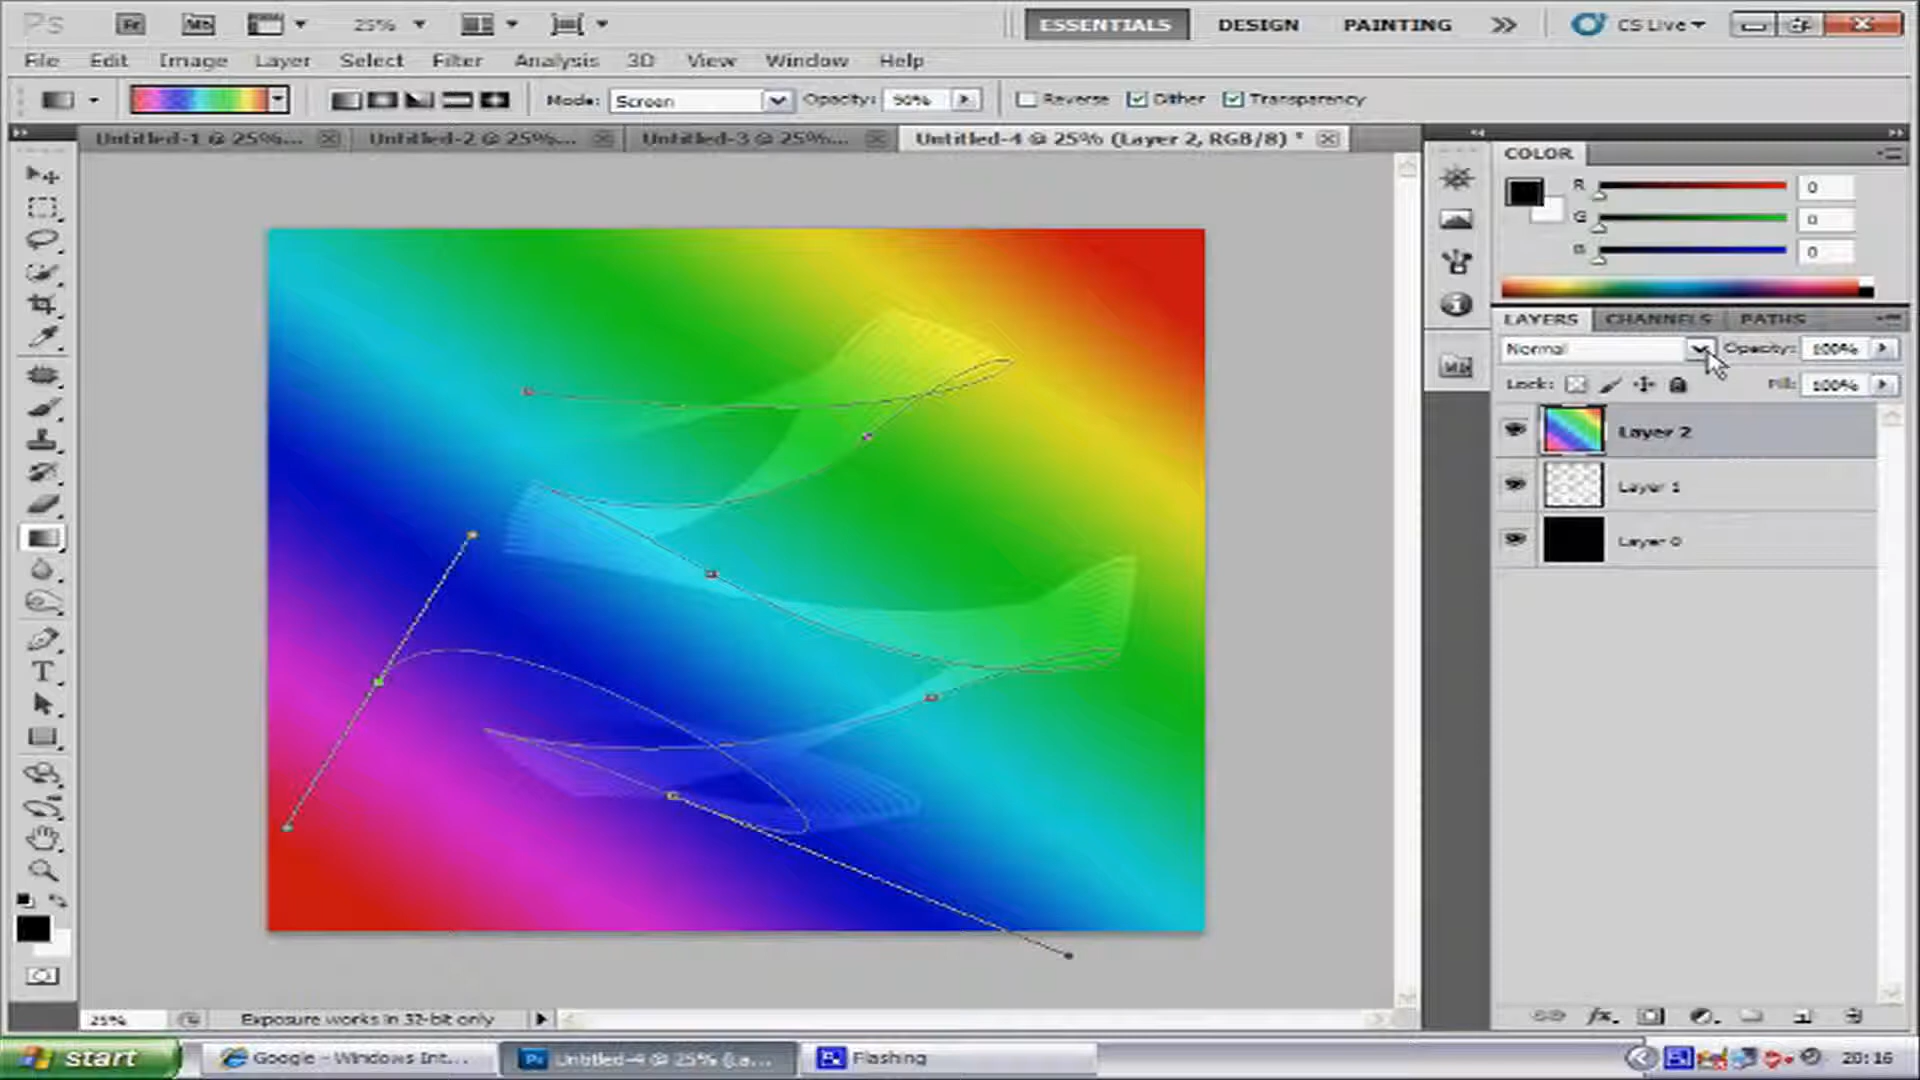 Ps Br Mb 25% ESSENTIALS DESIGN PAINTING CS Live
File Edit Image Layer Select Filter Analysis 3D View Window Help
Mode: Screen Opacity: 50% Reverse Dither Transparency
Untitled-1 @ 25%... Untitled-2 @ 25%... Untitled-3 @ 25%... Untitled-4 @ 25% (Layer 2, RGB/8) *
COLOR
R 0
G 0
B 0
LAYERS CHANNELS PATHS
Normal Opacity: 100%
Lock: Fill: 100%
Layer 2
Layer 1
Layer 0
25% Exposure works in 32-bit only
start Google - Windows Int... Ps Untitled-4 @ 25% (La... Flashing 20:16